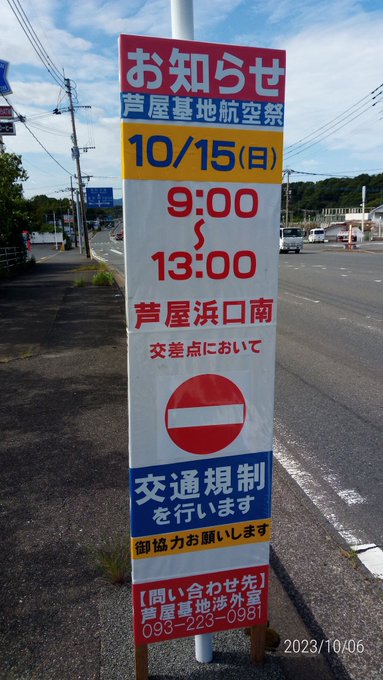 お知らせ
芦屋基地航空祭
10/15(日)
9:00
〜
13:00
芦屋浜口南
交差点において
交通規制
を行います
御協力お願いします
【問い合わせ先】
芦屋基地渉外室
093-223-0981
2023/10/06